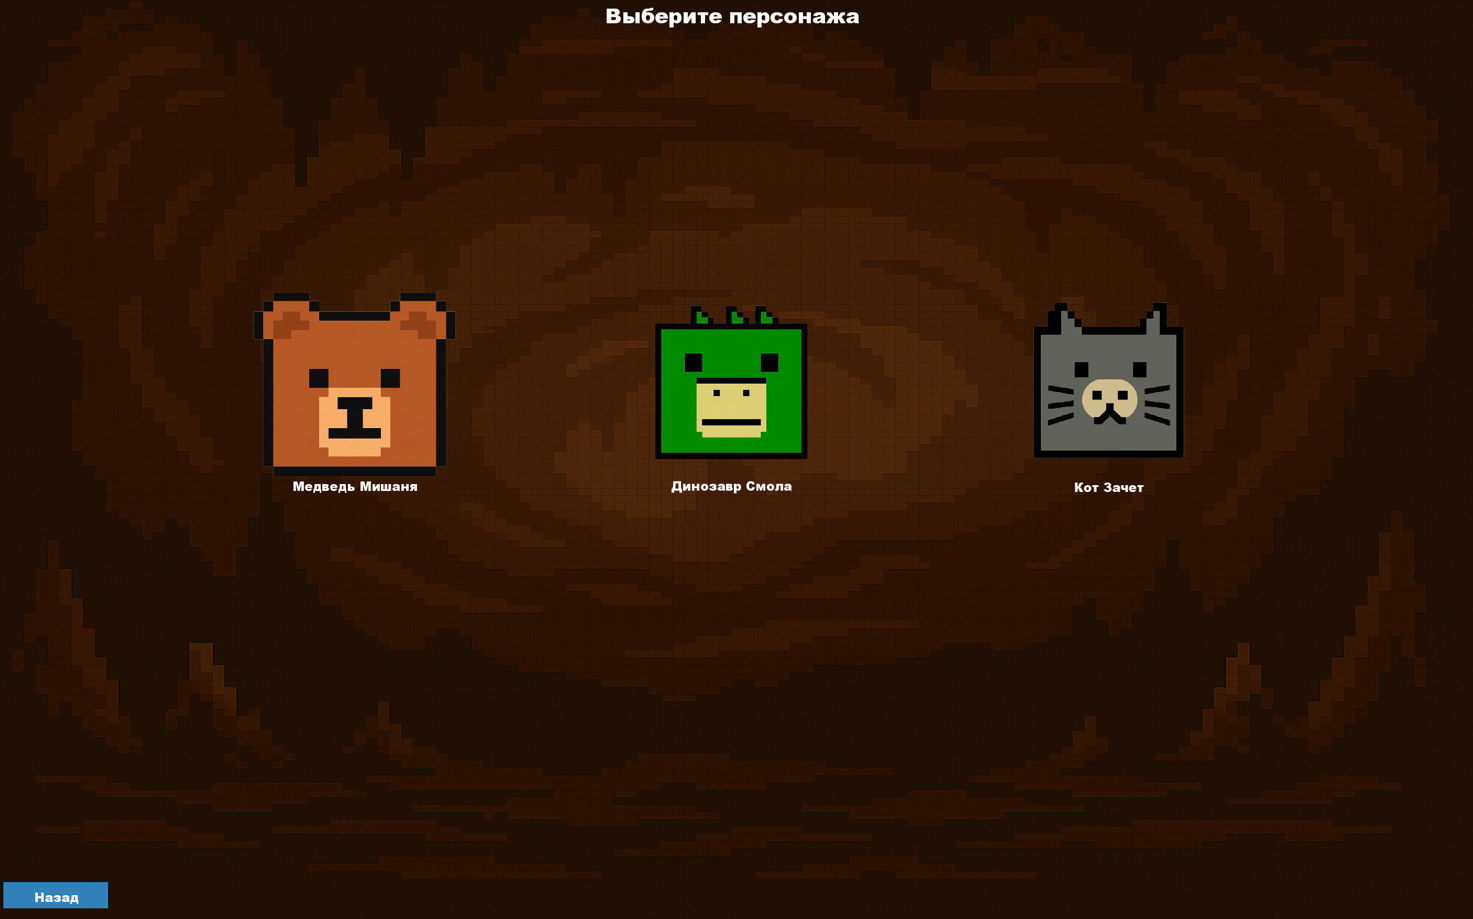 Выберите персонажа
Медведь Мишаня
Динозавр Смола
Кот Зачет
Назад